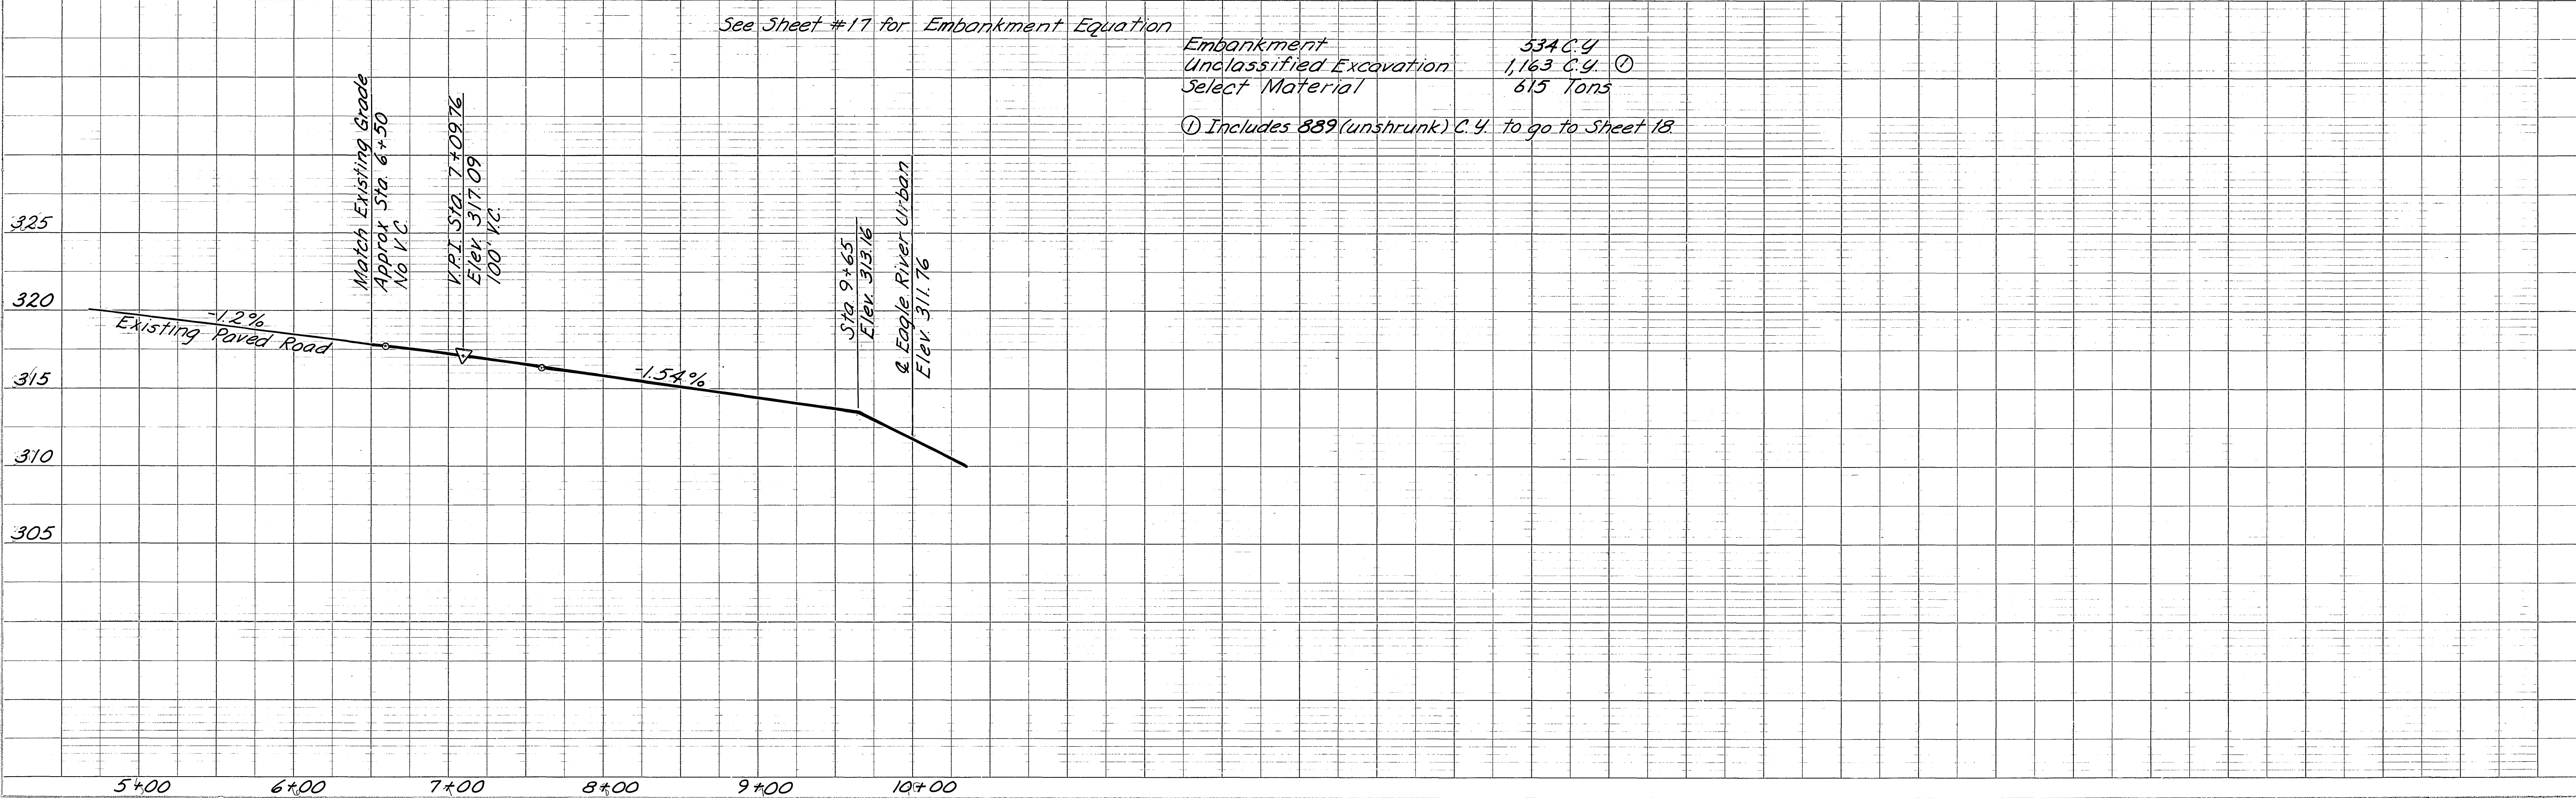 See Sheet #17 for Embankment Equation
Embankment 534 C.Y
Unclassified Excavation 1,163 C.Y. ①
Select Material 615 Tons
① Includes 889 (unshrunk) C.Y. to go to Sheet 18.
Match Existing Grade
Approx Sta. 6+50
No V.C.
V.P.I. Sta. 7+09.76
Elev. 317.09
100' V.C.
Sta. 9+65
Elev. 313.16
℄ Eagle River Urban
Elev. 311.76
325
320
315
310
305
-1.2%
Existing Paved Road
-1.54%
5+00 6+00 7+00 8+00 9+00 10+00